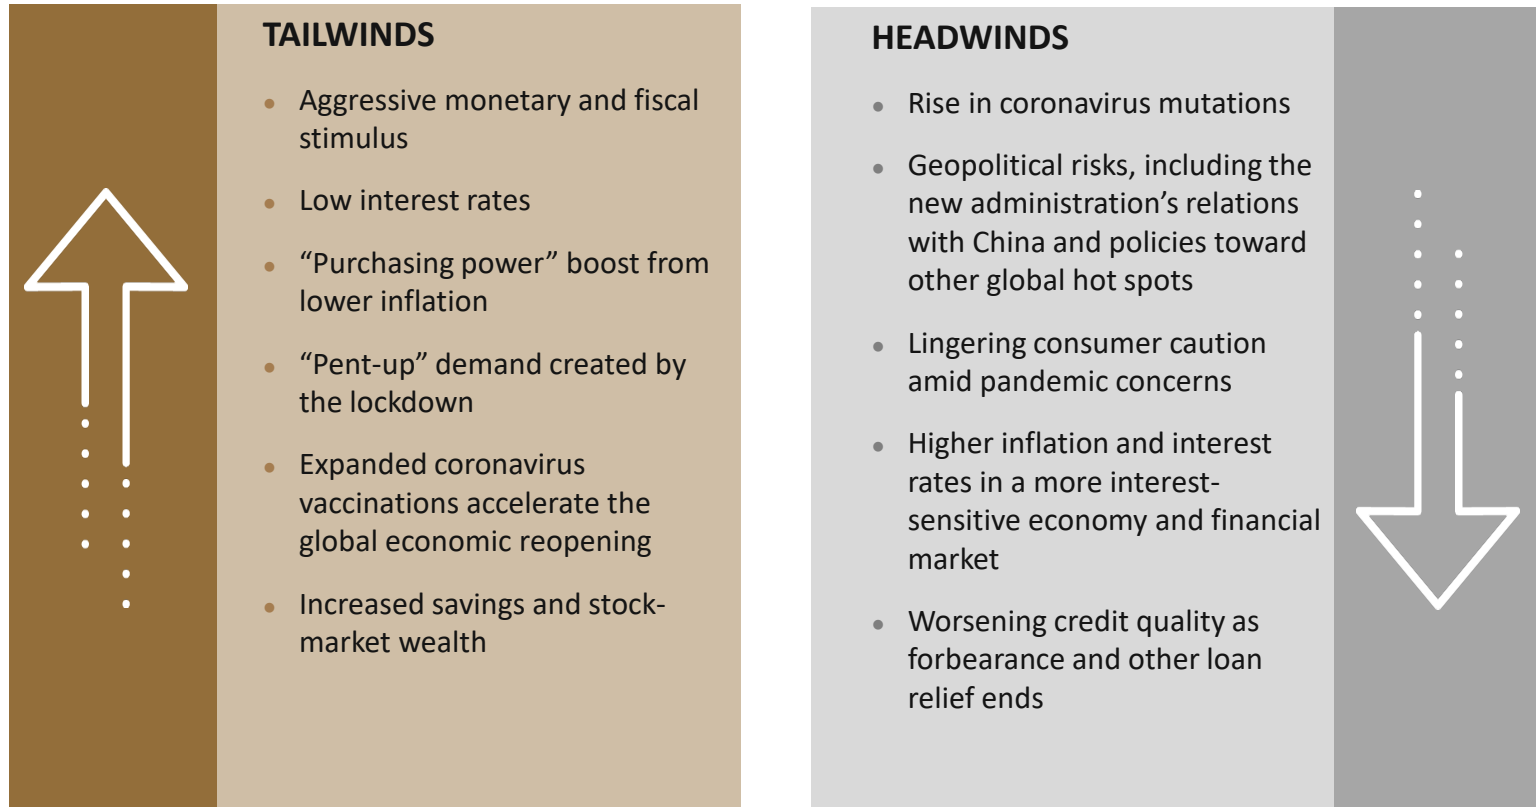 TAILWINDS
• Aggressive monetary and fiscal
stimulus
• Low interest rates
• “Purchasing power” boost from
lower inflation
• “Pent-up” demand created by
the lockdown
• Expanded coronavirus
vaccinations accelerate the
global economic reopening
• Increased savings and stock-
market wealth
HEADWINDS
• Rise in coronavirus mutations
• Geopolitical risks, including the
new administration’s relations
with China and policies toward
other global hot spots
• Lingering consumer caution
amid pandemic concerns
• Higher inflation and interest
rates in a more interest-
sensitive economy and financial
market
• Worsening credit quality as
forbearance and other loan
relief ends